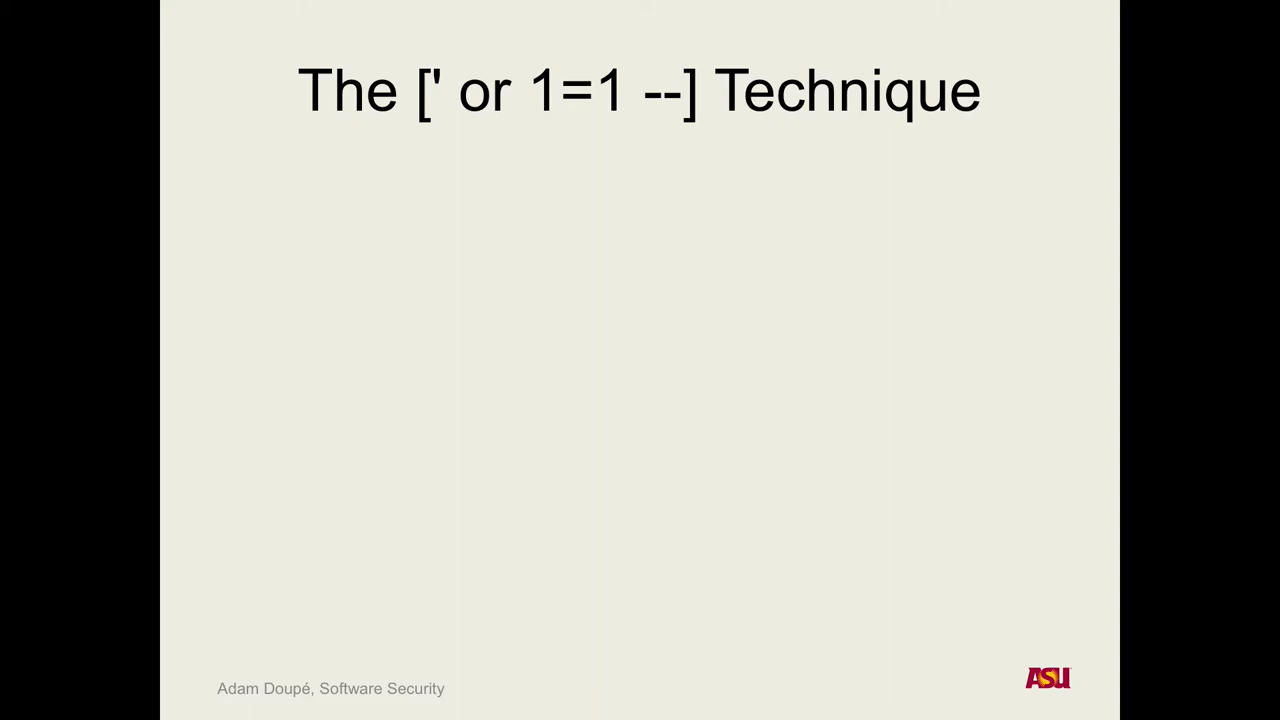 The [' or 1=1 --] Technique
Adam Doupé, Software Security
ASU